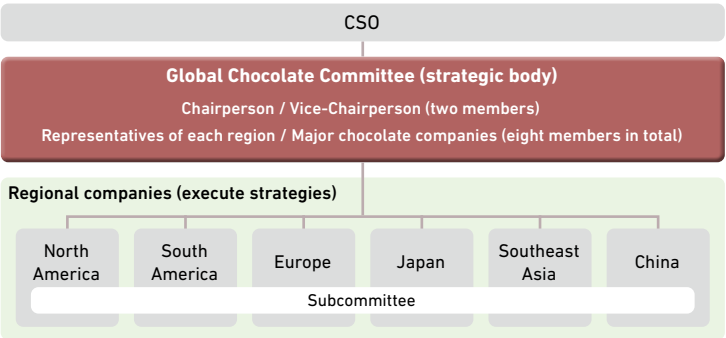 CSO
Global Chocolate Committee (strategic body)
Chairperson / Vice-Chairperson (two members)
Representatives of each region / Major chocolate companies (eight members in total)
Regional companies (execute strategies)
North
America
South
America
Europe
Japan
Southeast
Asia
China
Subcommittee